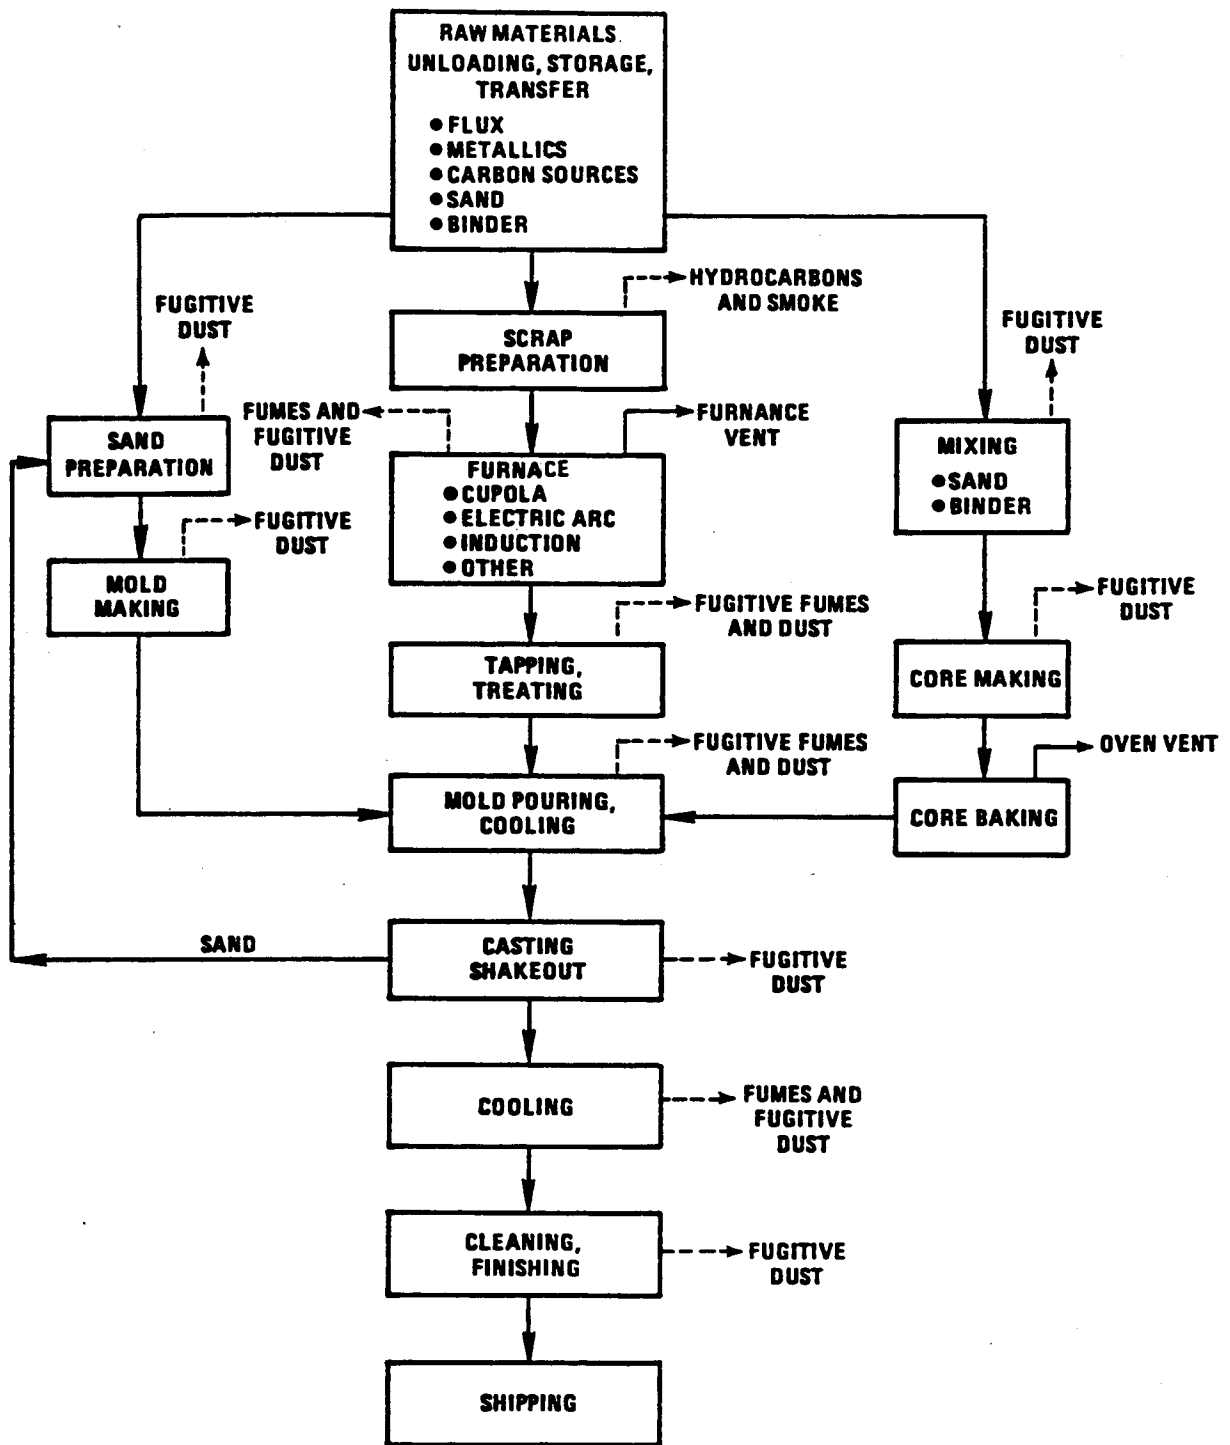 RAW MATERIALS
UNLOADING, STORAGE,
TRANSFER
● FLUX
● METALLICS
● CARBON SOURCES
● SAND
● BINDER
HYDROCARBONS
AND SMOKE
FUGITIVE
DUST
FUGITIVE
DUST
SCRAP
PREPARATION
FUMES AND
FUGITIVE
DUST
FURNANCE
VENT
SAND
PREPARATION
FURNACE
● CUPOLA
● ELECTRIC ARC
● INDUCTION
● OTHER
MIXING
● SAND
● BINDER
FUGITIVE
DUST
MOLD
MAKING
FUGITIVE FUMES
AND DUST
FUGITIVE
DUST
TAPPING,
TREATING
CORE MAKING
FUGITIVE FUMES
AND DUST
OVEN VENT
MOLD POURING,
COOLING
CORE BAKING
SAND
CASTING
SHAKEOUT
FUGITIVE
DUST
COOLING
FUMES AND
FUGITIVE
DUST
CLEANING,
FINISHING
FUGITIVE
DUST
SHIPPING